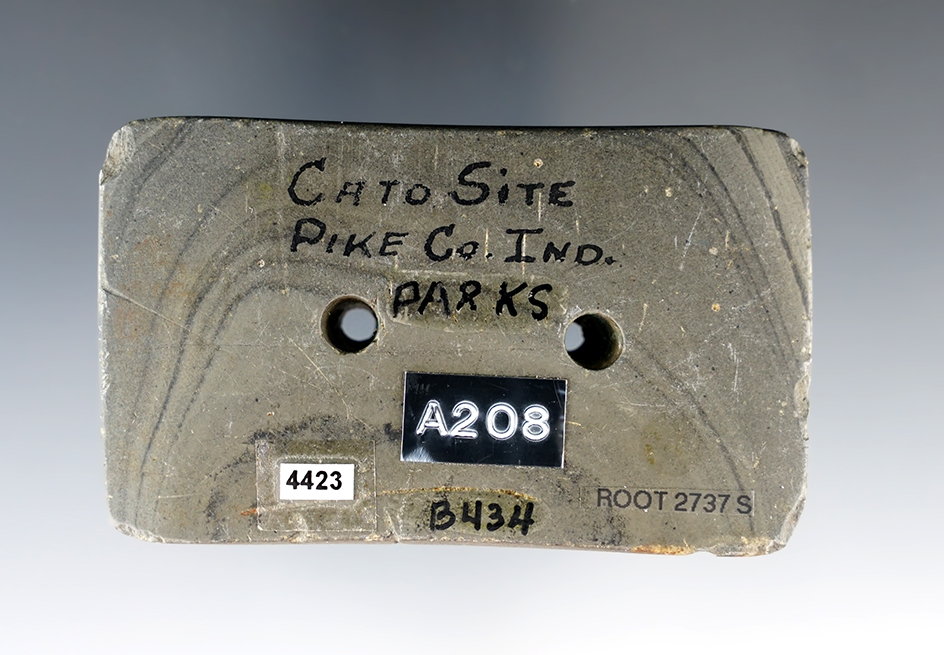 CATO SITE
PIKE CO. IND.
PARKS
A208
4423
B434
ROOT 2737 S